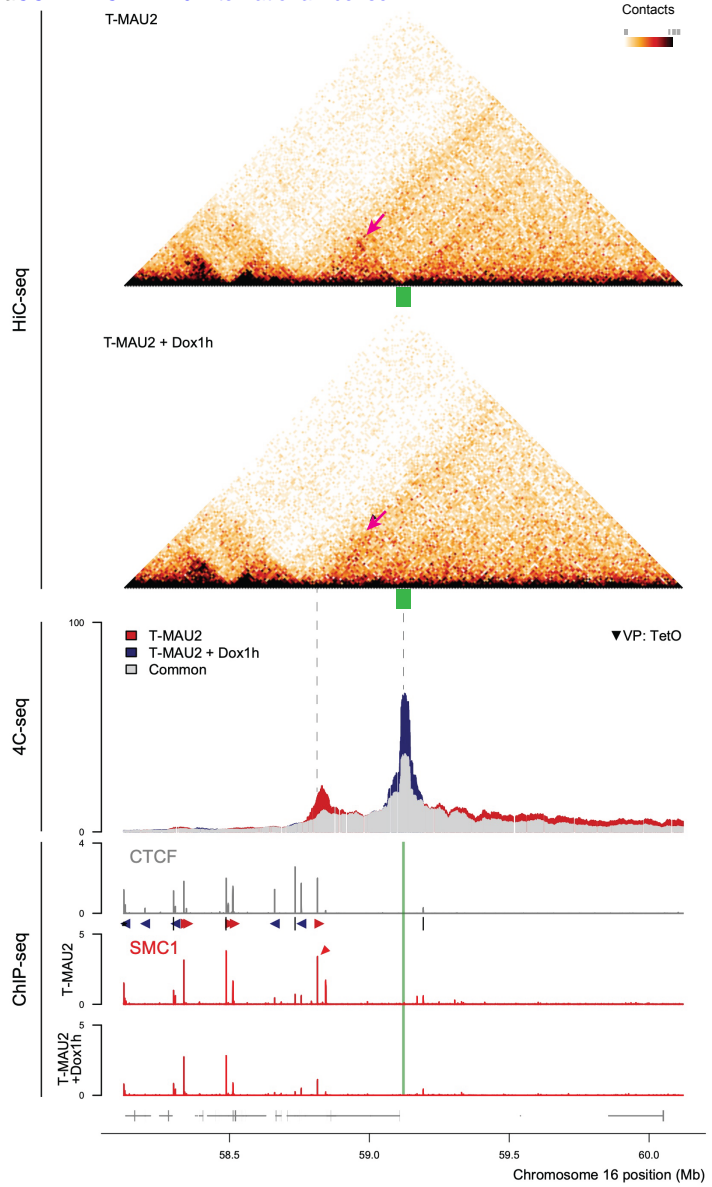 T-MAU2
Contacts
HiC-seq
T-MAU2 + Dox1h
100
T-MAU2
T-MAU2 + Dox1h
Common
▼VP: TetO
4C-seq
0
4
CTCF
0
5
SMC1
T-MAU2
0
ChIP-seq
5
T-MAU2
+Dox1h
0
58.5
59.0
59.5
60.0
Chromosome 16 position (Mb)